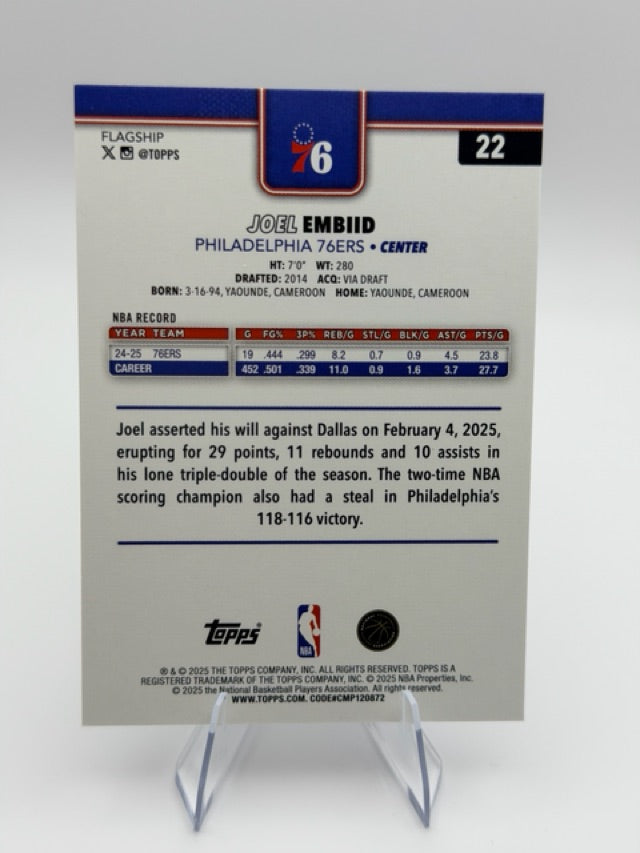 FLAGSHIP
@TOPPS
22
76
JOEL EMBIID
PHILADELPHIA 76ERS • CENTER
HT: 7'0" WT: 280
DRAFTED: 2014 ACQ: VIA DRAFT
BORN: 3-16-94, YAOUNDE, CAMEROON HOME: YAOUNDE, CAMEROON
NBA RECORD
YEAR TEAM G FG% 3P% REB/G STL/G BLK/G AST/G PTS/G
24-25 76ERS 19 .444 .299 8.2 0.7 0.9 4.5 23.8
CAREER 452 .501 .339 11.0 0.9 1.6 3.7 27.7
Joel asserted his will against Dallas on February 4, 2025,
erupting for 29 points, 11 rebounds and 10 assists in
his lone triple-double of the season. The two-time NBA
scoring champion also had a steal in Philadelphia's
118-116 victory.
Topps
NBA
® & © 2025 THE TOPPS COMPANY, INC. ALL RIGHTS RESERVED. TOPPS IS A
REGISTERED TRADEMARK OF THE TOPPS COMPANY, INC. © 2025 NBA Properties, Inc.
© 2025 the National Basketball Players Association. All rights reserved.
WWW.TOPPS.COM. CODE#CMP120872